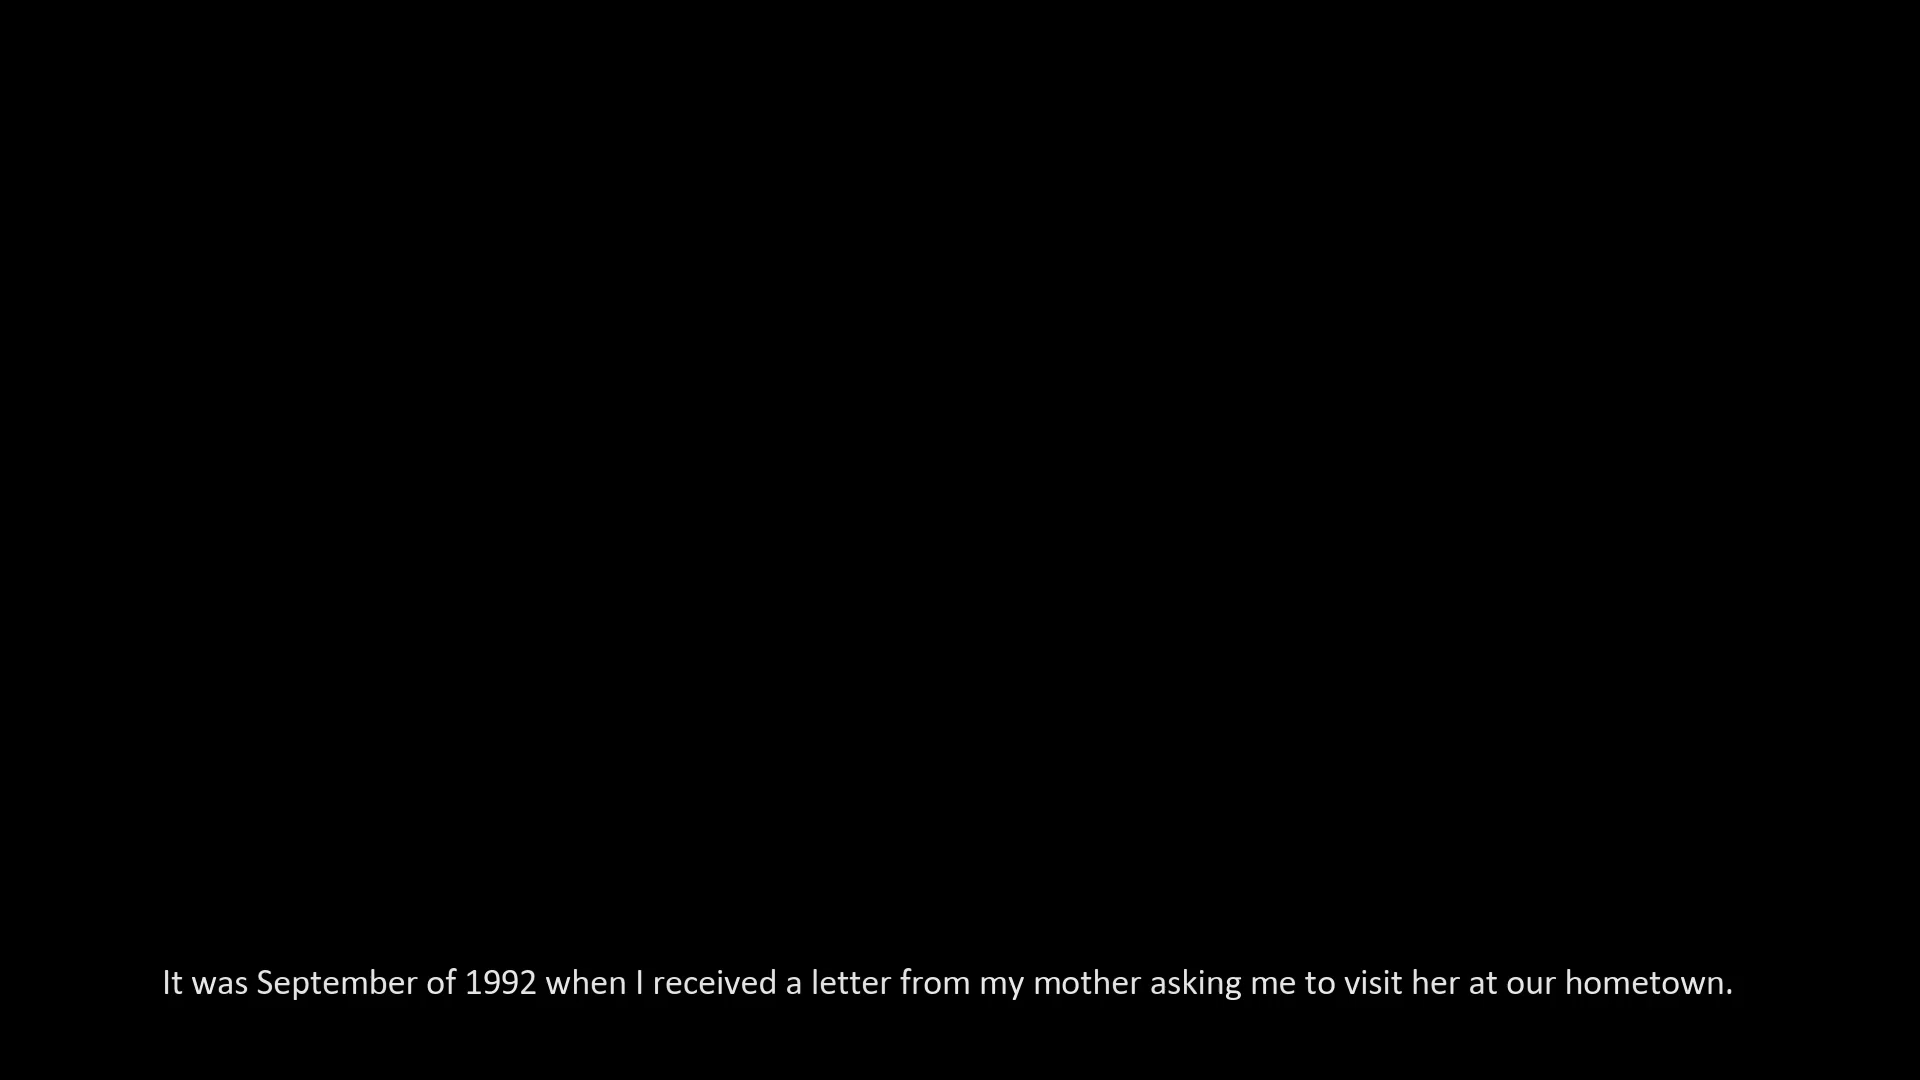 It was September of 1992 when I received a letter from my mother asking me to visit her at our hometown.